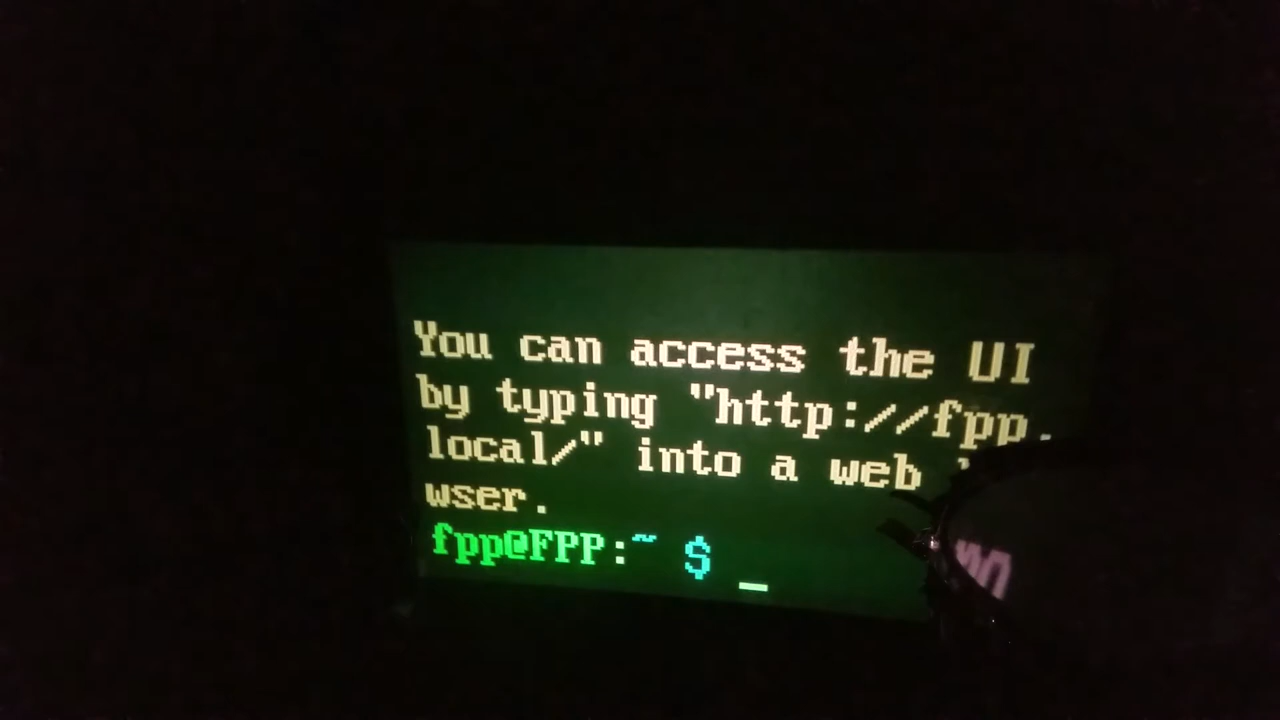 You can access the UI
by typing "http://fpp.
local/" into a web
wser.
fpp@FPP:~ $ _